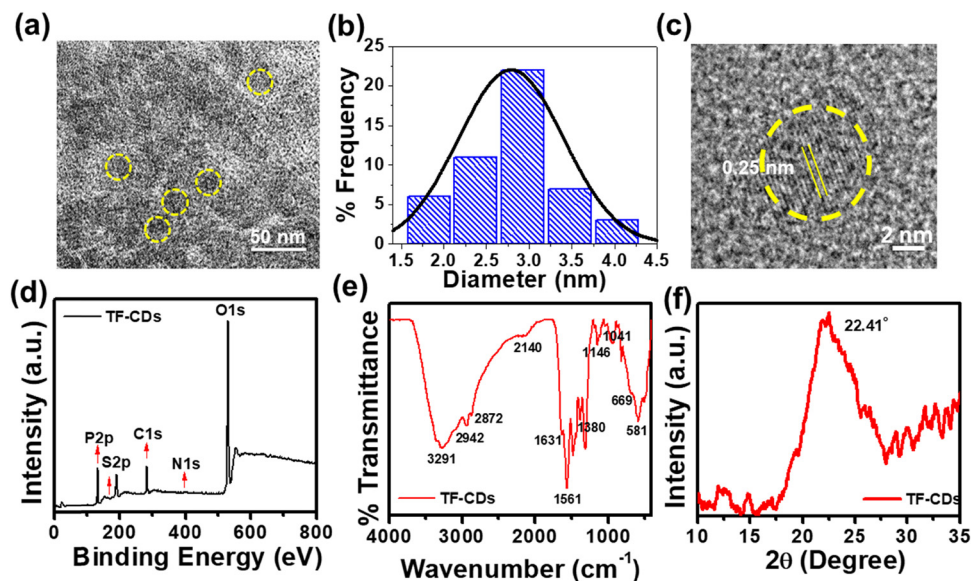 (a)
50 nm
(b)
% Frequency
25
20
15
10
5
0
1.5 2.0 2.5 3.0 3.5 4.0 4.5
Diameter (nm)
(c)
0.25 nm
2 nm
(d)
Intensity (a.u.)
TF-CDs
O1s
P2p
S2p
C1s
N1s
0 200 400 600 800
Binding Energy (eV)
(e)
% Transmittance
2140
1146
1041
2872
2942
3291
1631
1561
1380
669
581
TF-CDs
4000 3000 2000 1000
Wavenumber (cm⁻¹)
(f)
Intensity (a.u.)
22.41°
TF-CDs
10 15 20 25 30 35
2θ (Degree)